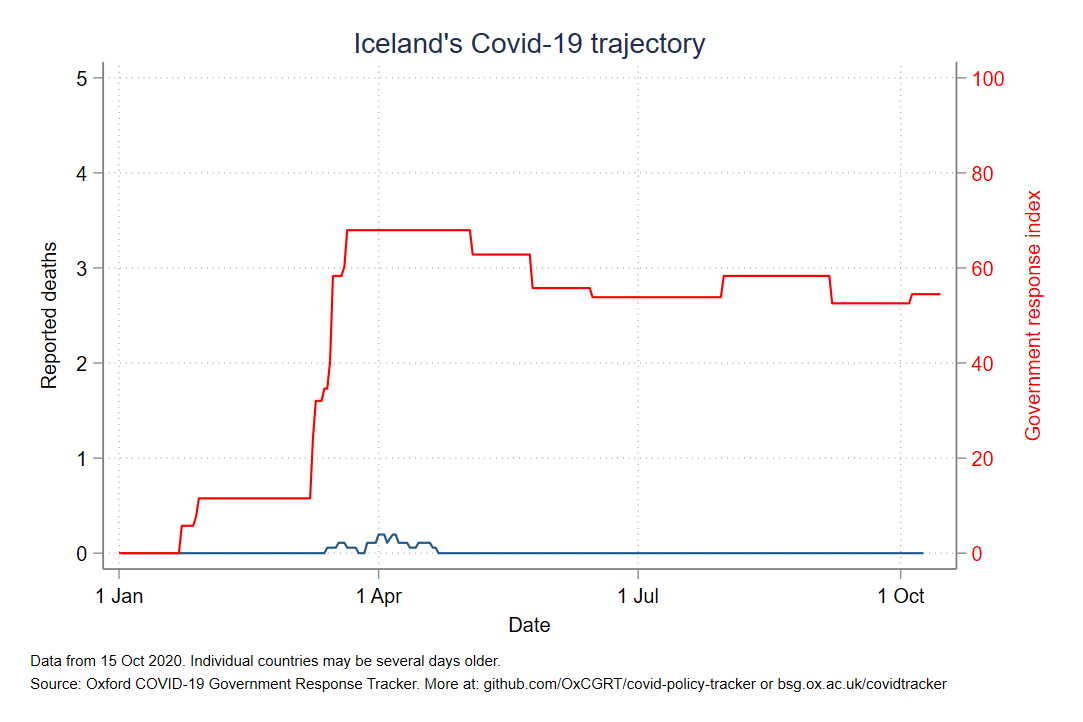 Iceland's Covid-19 trajectory
5
4
3
2
1
0
Reported deaths
100
80
60
40
20
0
Government response index
1 Jan
1 Apr
1 Jul
1 Oct
Date
Data from 15 Oct 2020. Individual countries may be several days older.
Source: Oxford COVID-19 Government Response Tracker. More at: github.com/OxCGRT/covid-policy-tracker or bsg.ox.ac.uk/covidtracker